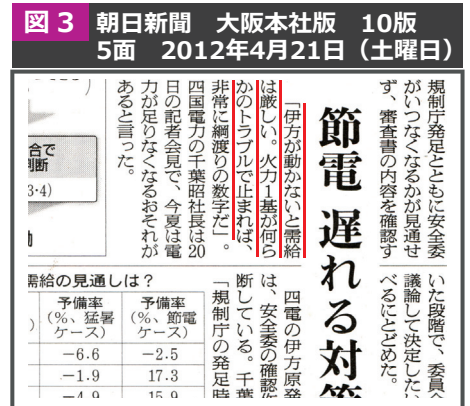 図 3
朝日新聞 大阪本社版 10版
5面 2012年4月21日(土曜日)
規制庁発足とともに安全委
がいつなくなるかが見通せ
ず、審査書の内容を確認す
いた段階で、委員
議論して決定したい
べるにとどめた。
節電 遅れる対
「伊方が動かないと需給
は厳しい。火力1基が何ら
かのトラブルで止まれば、
非常に綱渡りの数字だ」。
四国電力の千葉昭社長は20
日の記者会見で、今夏は電
力が足りなくなるおそれが
あると言った。
四電の伊方原発
は、安全委の確認
断している。千葉
「規制庁の発足時
合で
判断
3・4)
需給の見通しは?
予備率(%、猛暑ケース) 予備率(%、節電ケース)
−6.6 −2.5
−1.9 17.3
−4.9 15.9